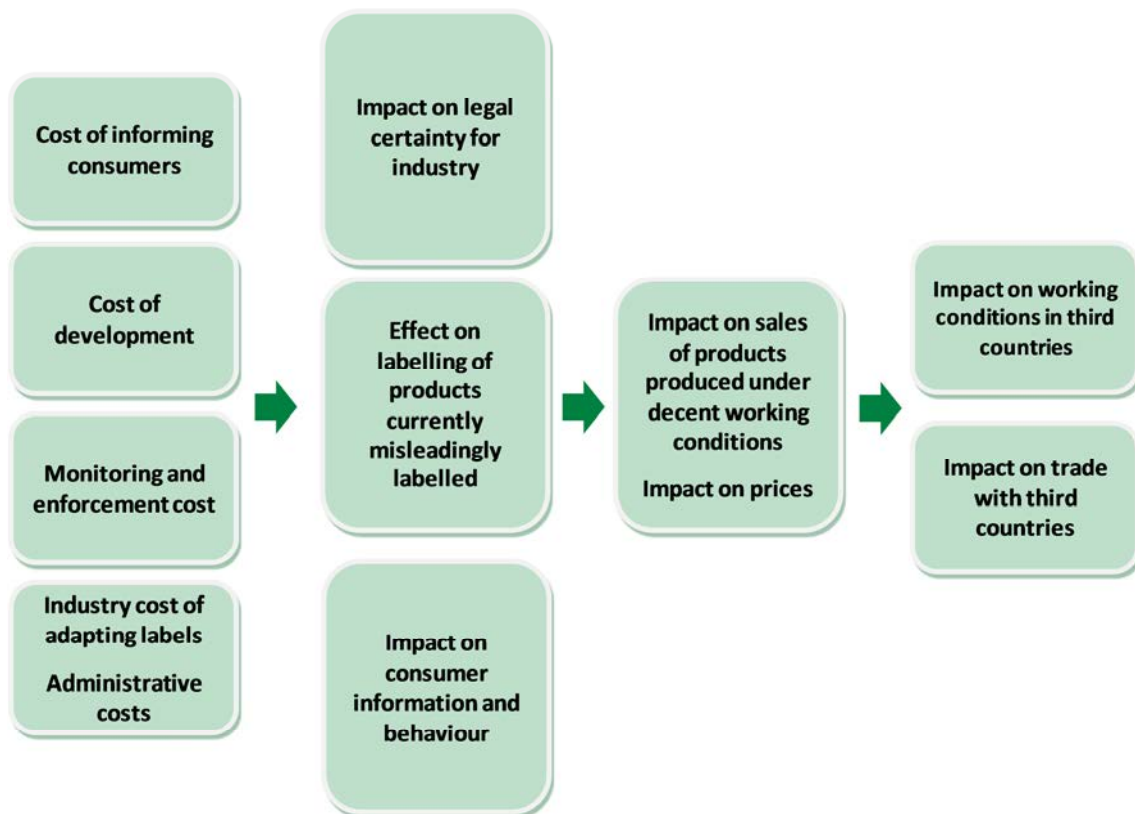 Cost of informing
consumers
Cost of
development
Monitoring and
enforcement cost
Industry cost of
adapting labels
Administrative
costs
Impact on legal
certainty for
industry
Effect on
labelling of
products
currently
misleadingly
labelled
Impact on
consumer
information and
behaviour
Impact on sales
of products
produced under
decent working
conditions
Impact on prices
Impact on working
conditions in third
countries
Impact on trade
with third
countries